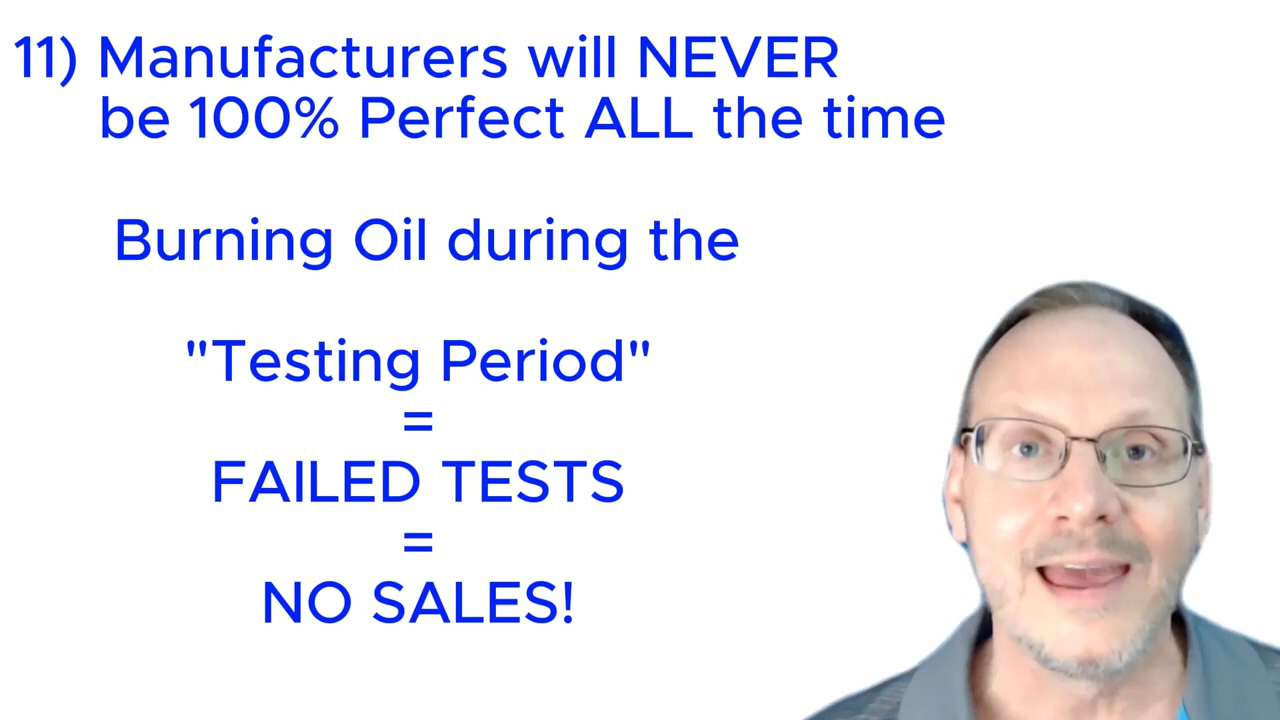 11) Manufacturers will NEVER
be 100% Perfect ALL the time
Burning Oil during the
"Testing Period"
=
FAILED TESTS
=
NO SALES!